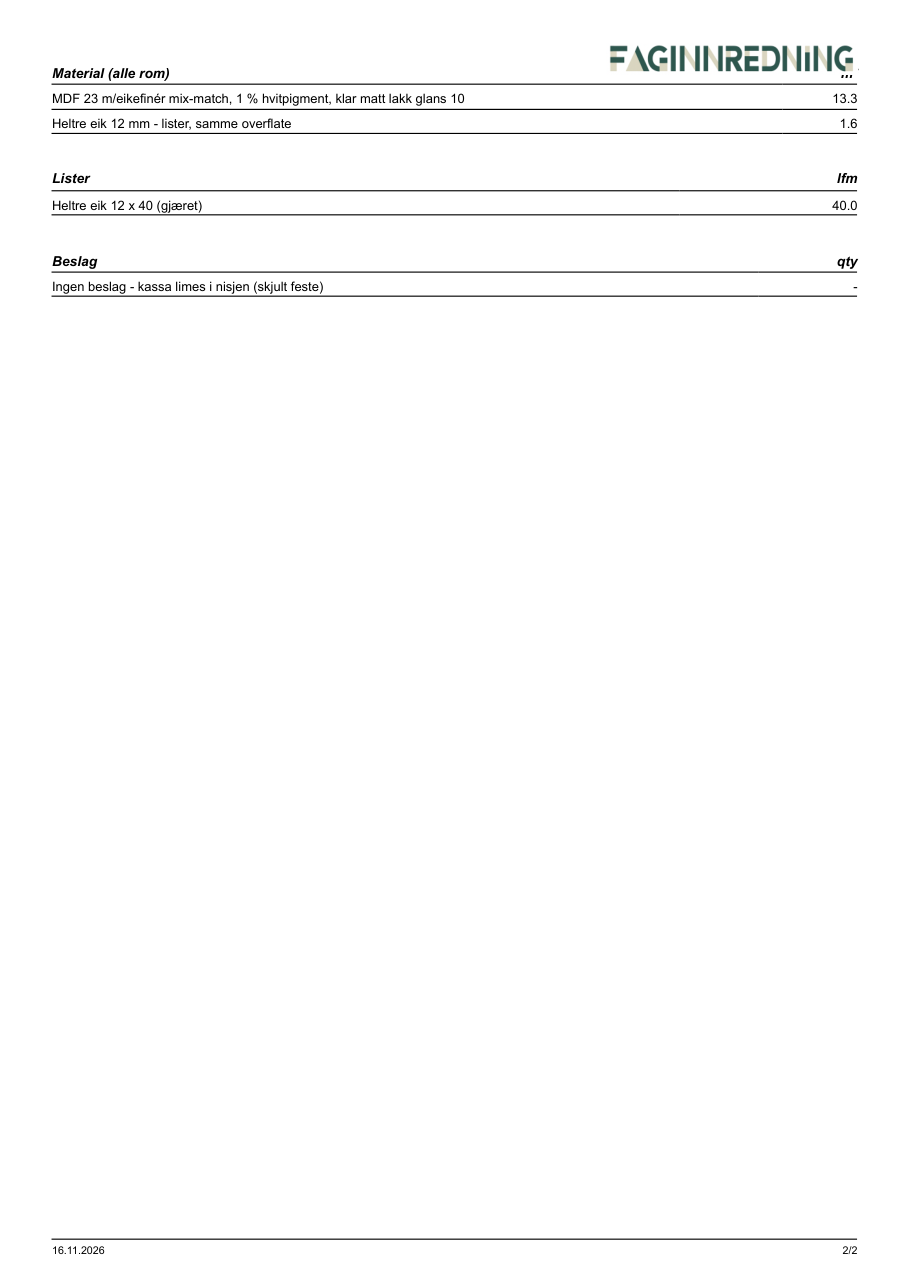 FAGINNREDNING
Material (alle rom)
MDF 23 m/eikefinér mix-match, 1 % hvitpigment, klar matt lakk glans 10 13.3
Heltre eik 12 mm - lister, samme overflate 1.6
Lister lfm
Heltre eik 12 x 40 (gjæret) 40.0
Beslag qty
Ingen beslag - kassa limes i nisjen (skjult feste) -
16.11.2026 2/2